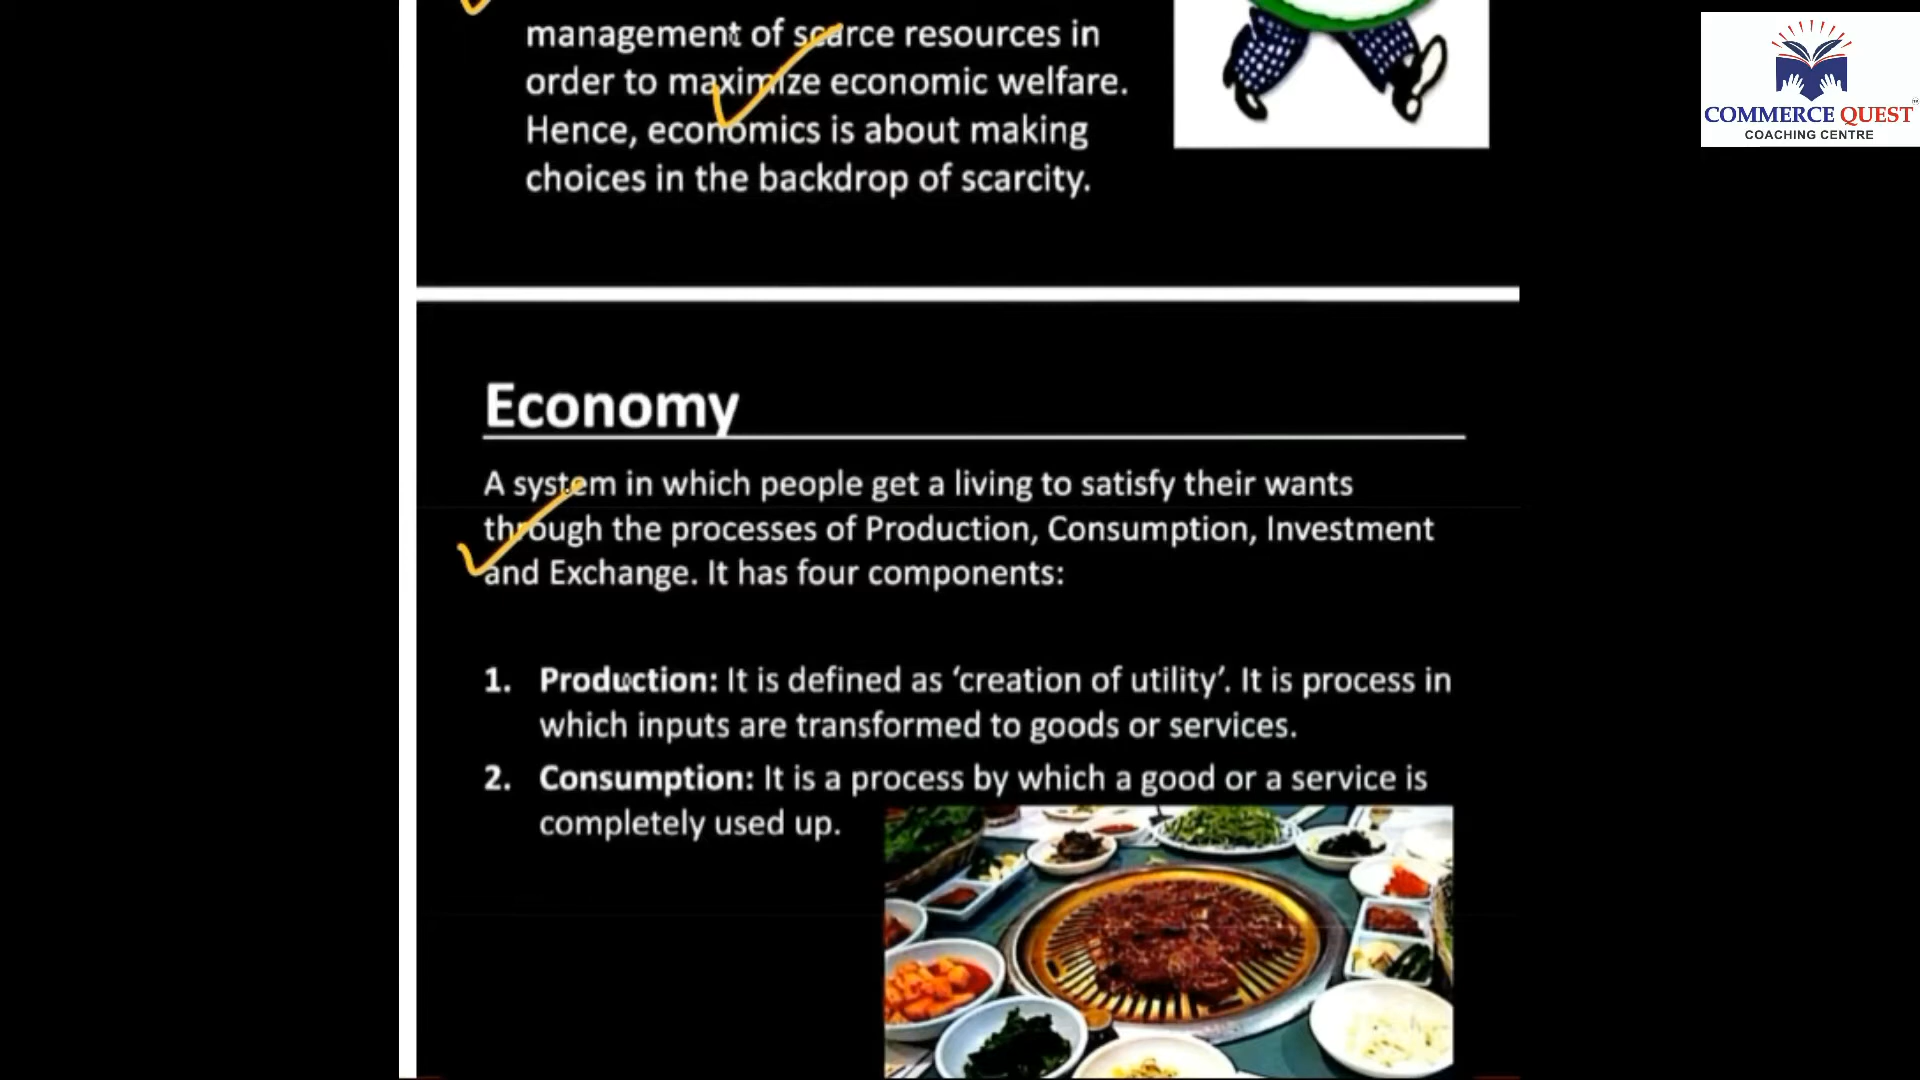 management of scarce resources in
order to maximize economic welfare.
Hence, economics is about making
choices in the backdrop of scarcity.
COMMERCE QUEST
COACHING CENTRE
Economy
A system in which people get a living to satisfy their wants
through the processes of Production, Consumption, Investment
and Exchange. It has four components:
1. Production: It is defined as ‘creation of utility’. It is process in
which inputs are transformed to goods or services.
2. Consumption: It is a process by which a good or a service is
completely used up.